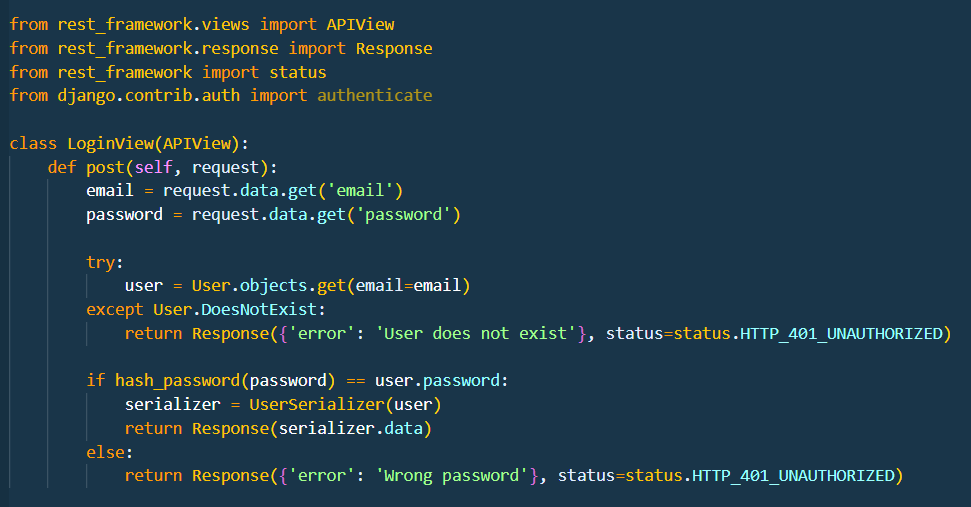 from rest_framework.views import APIView
from rest_framework.response import Response
from rest_framework import status
from django.contrib.auth import authenticate

class LoginView(APIView):
    def post(self, request):
        email = request.data.get('email')
        password = request.data.get('password')

        try:
            user = User.objects.get(email=email)
        except User.DoesNotExist:
            return Response({'error': 'User does not exist'}, status=status.HTTP_401_UNAUTHORIZED)

        if hash_password(password) == user.password:
            serializer = UserSerializer(user)
            return Response(serializer.data)
        else:
            return Response({'error': 'Wrong password'}, status=status.HTTP_401_UNAUTHORIZED)